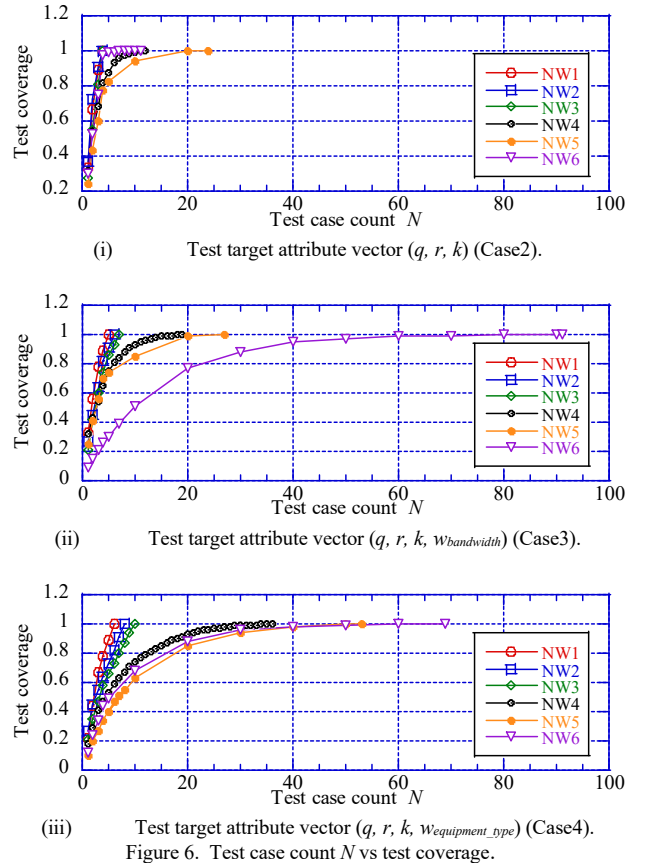 1.2
1
0.8
0.6
0.4
0.2
Test coverage
NW1
NW2
NW3
NW4
NW5
NW6
0 20 40 60 80 100
Test case count N
(i) Test target attribute vector (q, r, k) (Case2).
1.2
1
0.8
0.6
0.4
0.2
0
Test coverage
NW1
NW2
NW3
NW4
NW5
NW6
0 20 40 60 80 100
Test case count N
(ii) Test target attribute vector (q, r, k, wbandwidth) (Case3).
1.2
1
0.8
0.6
0.4
0.2
0
Test coverage
NW1
NW2
NW3
NW4
NW5
NW6
0 20 40 60 80 100
Test case count N
(iii) Test target attribute vector (q, r, k, wequipment_type) (Case4).
Figure 6. Test case count N vs test coverage.